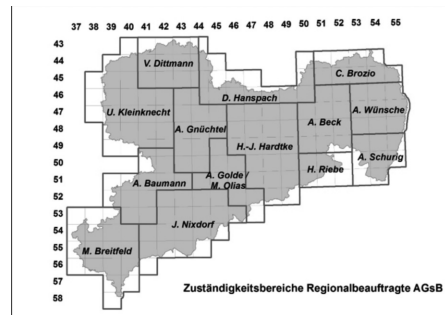 37 38 39 40 41 42 43 44 45 46 47 48 49 50 51 52 53 54 55
43
44
45
46
47
48
49
50
51
52
53
54
55
56
57
58
V. Dittmann
C. Brozio
D. Hanspach
U. Kleinknecht
A. Gnüchtel
A. Beck
A. Wünsche
H.-J. Hardtke
A. Schurig
H. Riebe
A. Baumann
A. Golde /
M. Olias
J. Nixdorf
M. Breitfeld
Zuständigkeitsbereiche Regionalbeauftragte AGsB